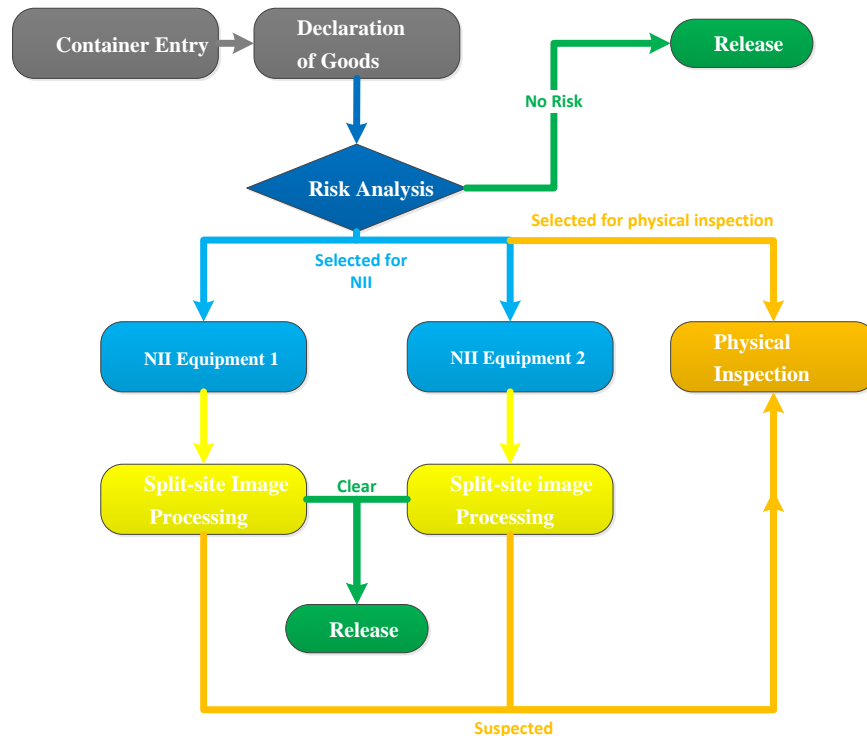 Container Entry
Declaration
of Goods
Release
No Risk
Risk Analysis
Selected for physical inspection
Selected for
NII
NII Equipment 1
NII Equipment 2
Physical
Inspection
Split-site Image
Processing
Clear
Split-site image
Processing
Release
Suspected